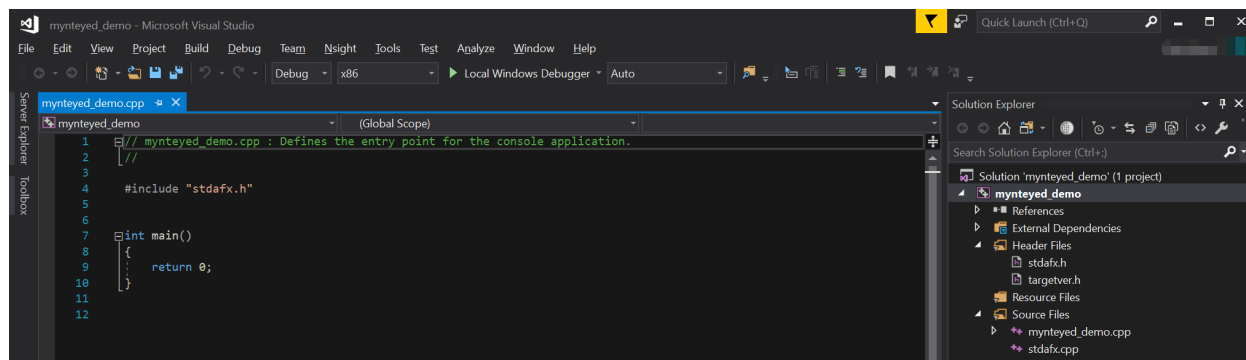 mynteyed_demo - Microsoft Visual Studio
Quick Launch (Ctrl+Q)
File Edit View Project Build Debug Team Nsight Tools Test Analyze Window Help
Debug x86 Local Windows Debugger Auto
Server Explorer
Toolbox
mynteyed_demo.cpp
mynteyed_demo (Global Scope)
1 // mynteyed_demo.cpp : Defines the entry point for the console application.
2 //
3
4 #include "stdafx.h"
5
6
7 int main()
8 {
9 return 0;
10 }
11
12
Solution Explorer
Search Solution Explorer (Ctrl+;)
Solution 'mynteyed_demo' (1 project)
mynteyed_demo
References
External Dependencies
Header Files
stdafx.h
targetver.h
Resource Files
Source Files
mynteyed_demo.cpp
stdafx.cpp